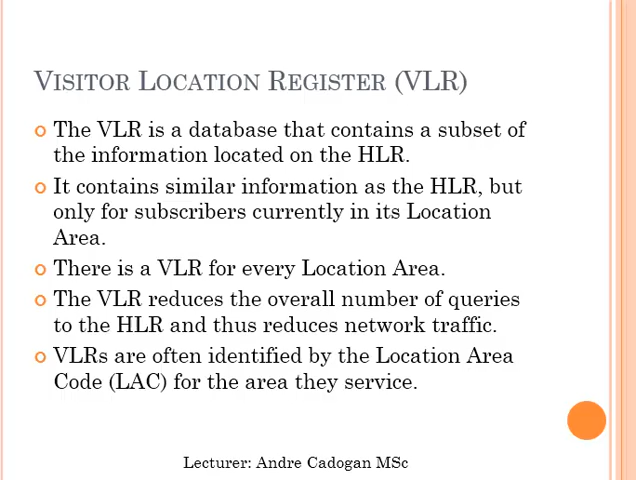 VISITOR LOCATION REGISTER (VLR)
The VLR is a database that contains a subset of
the information located on the HLR.
It contains similar information as the HLR, but
only for subscribers currently in its Location
Area.
There is a VLR for every Location Area.
The VLR reduces the overall number of queries
to the HLR and thus reduces network traffic.
VLRs are often identified by the Location Area
Code (LAC) for the area they service.
Lecturer: Andre Cadogan MSc